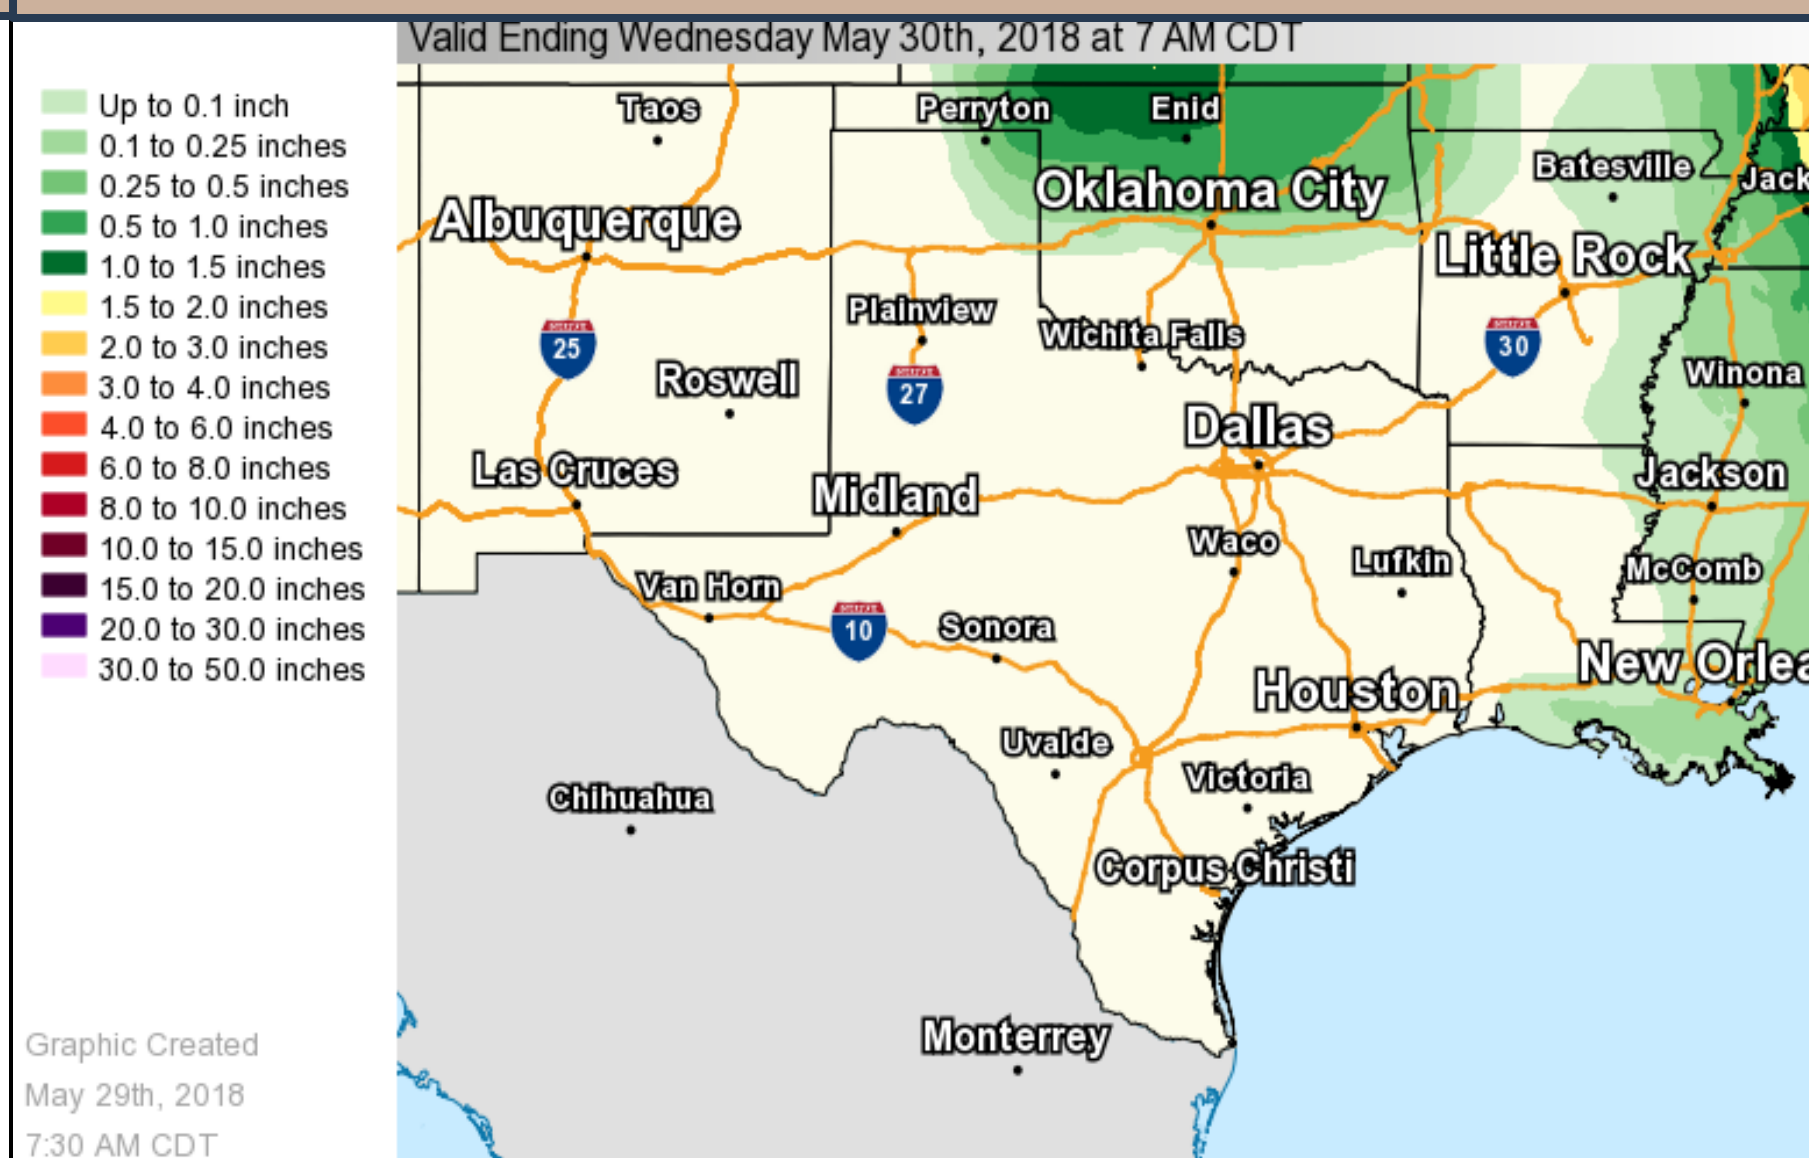 Valid Ending Wednesday May 30th, 2018 at 7 AM CDT
Up to 0.1 inch
0.1 to 0.25 inches
0.25 to 0.5 inches
0.5 to 1.0 inches
1.0 to 1.5 inches
1.5 to 2.0 inches
2.0 to 3.0 inches
3.0 to 4.0 inches
4.0 to 6.0 inches
6.0 to 8.0 inches
8.0 to 10.0 inches
10.0 to 15.0 inches
15.0 to 20.0 inches
20.0 to 30.0 inches
30.0 to 50.0 inches
Graphic Created
May 29th, 2018
7:30 AM CDT
Taos
Perryton
Enid
Batesville
Jack
Oklahoma City
Albuquerque
Little Rock
Plainview
Wichita Falls
25
30
Roswell
27
Winona
Dallas
Las Cruces
Midland
Jackson
Waco
Lufkin
McComb
Van Horn
10
Sonora
New Orlea
Houston
Uvalde
Victoria
Chihuahua
Corpus Christi
Monterrey